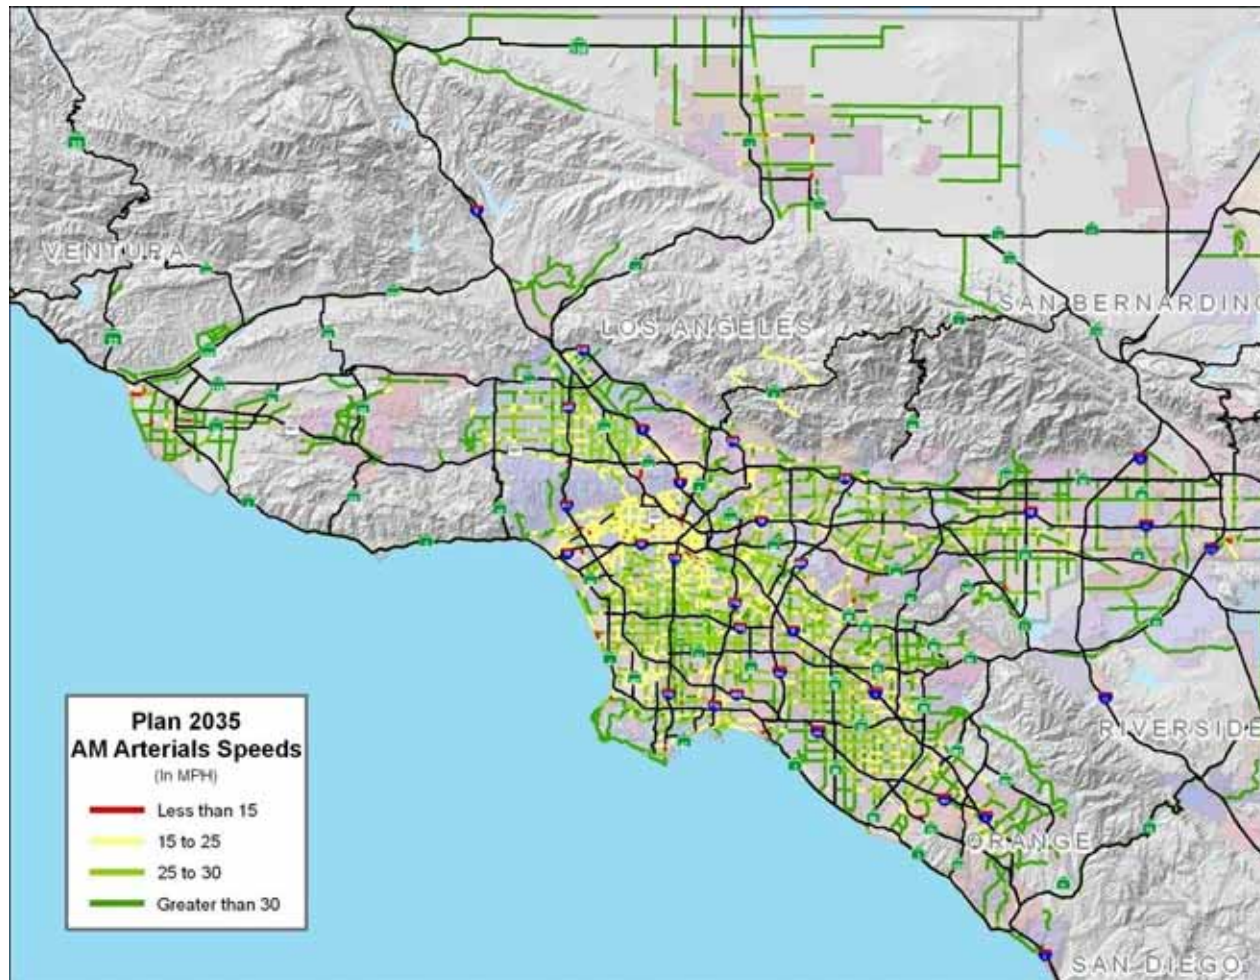 VENTURA
LOS ANGELES
SAN BERNARDIN
RIVERSIDE
ORANGE
SAN DIEGO
Plan 2035
AM Arterials Speeds
(In MPH)
Less than 15
15 to 25
25 to 30
Greater than 30